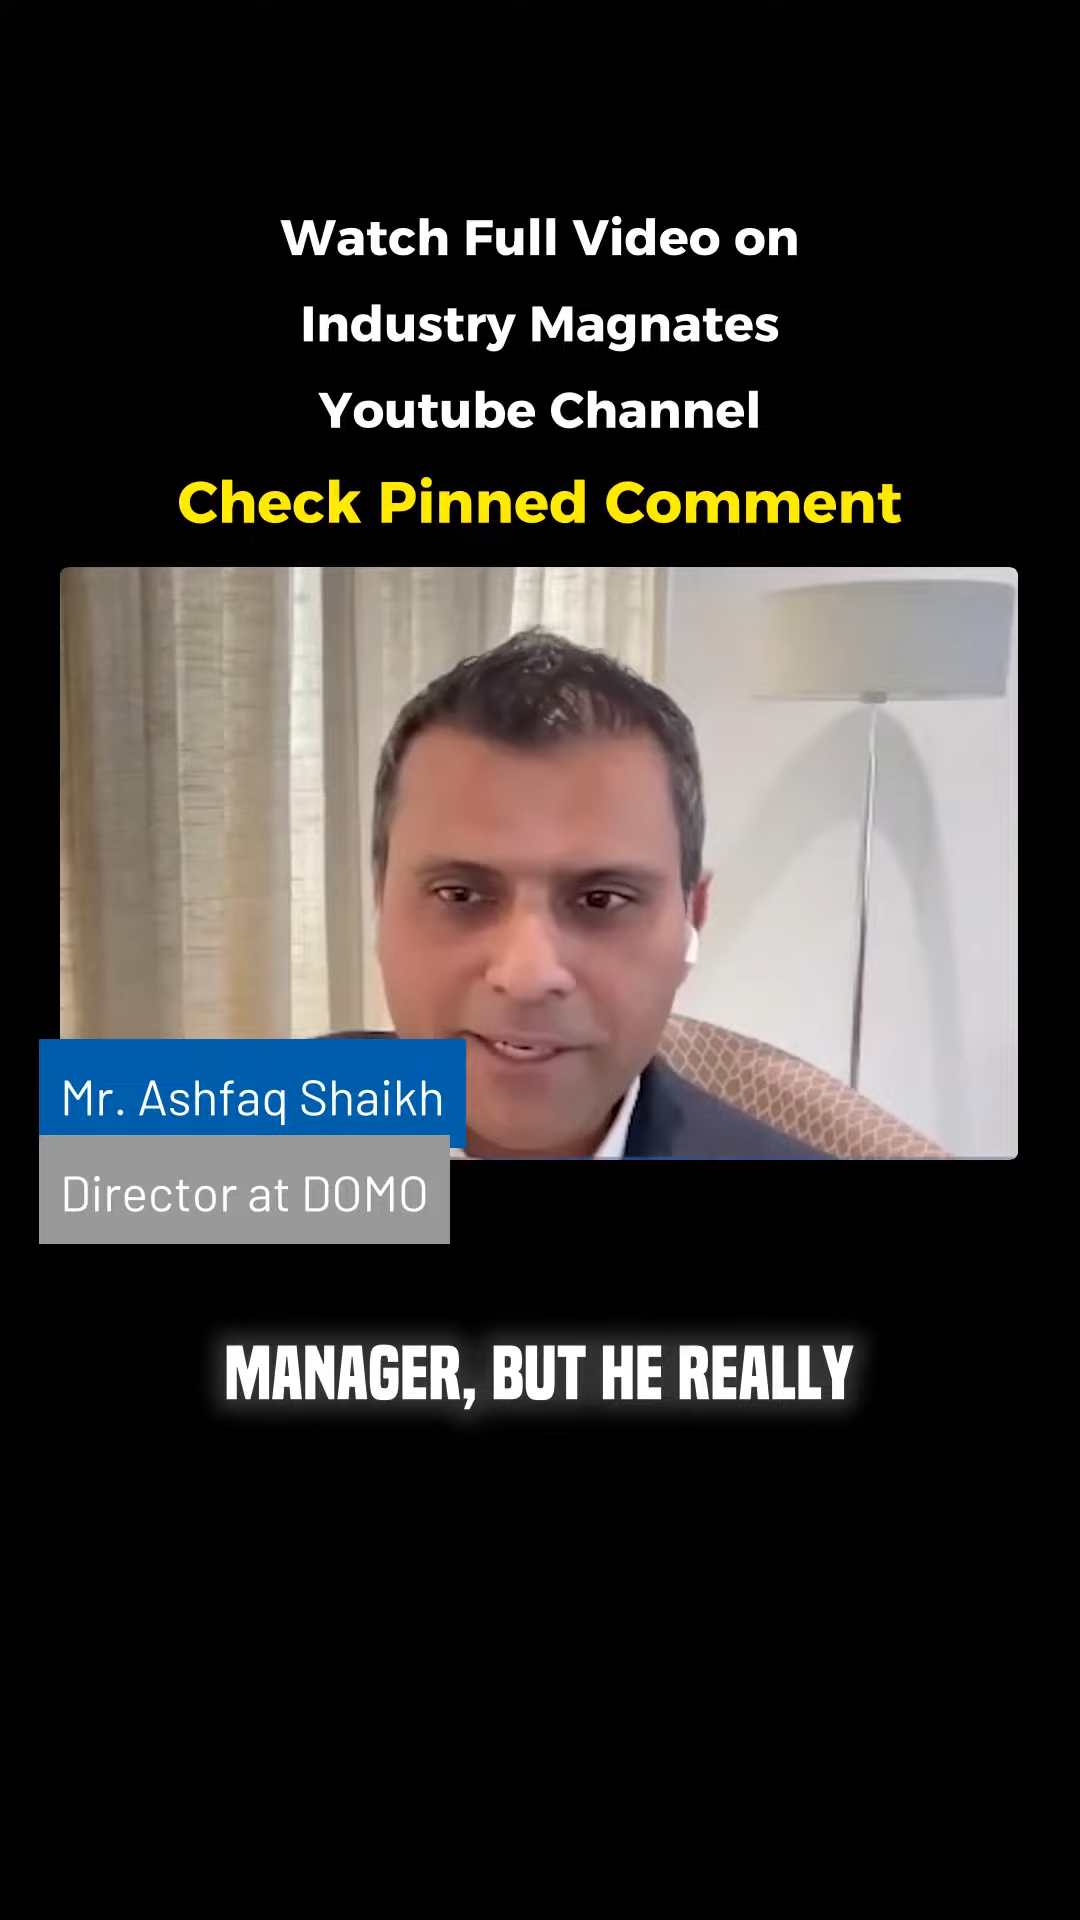 Watch Full Video on
Industry Magnates
Youtube Channel
Check Pinned Comment
Mr. Ashfaq Shaikh
Director at DOMO
MANAGER, BUT HE REALLY